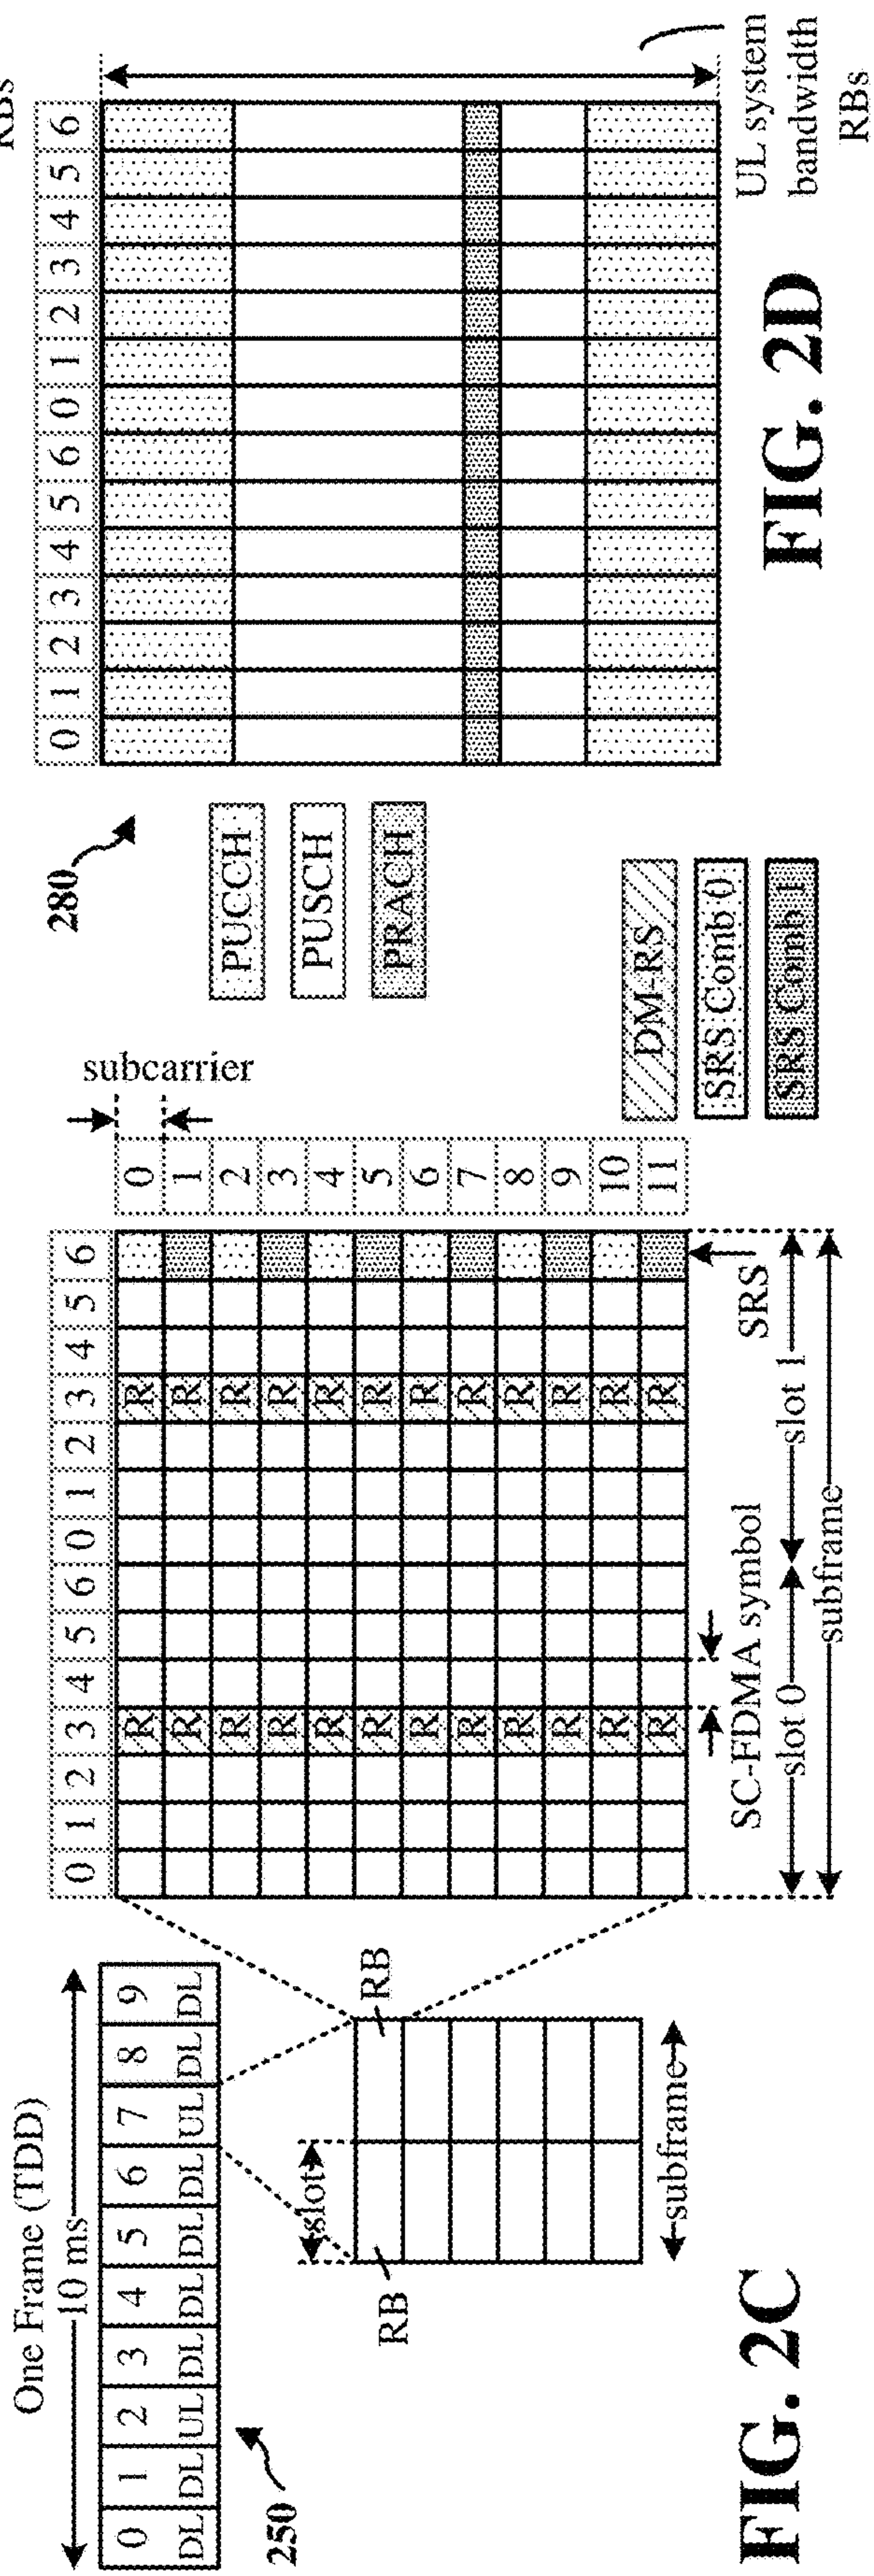 One Frame (TDD)
10 ms
0 1 2 3 4 5 6 7 8 9
DL DL UL DL DL DL DL UL DL DL
250
slot
RB
RB
subframe
FIG. 2C
0 1 2 3 4 5 6 0 1 2 3 4 5 6
subcarrier
R R 0
R R 1
R R 2
R R 3
R R 4
R R 5
R R 6
R R 7
R R 8
R R 9
R R 10
R R 11
SC-FDMA symbol
SRS
slot 0
slot 1
subframe
DM-RS
SRS Comb 0
SRS Comb 1
280
PUCCH
PUSCH
PRACH
RBs
0 1 2 3 4 5 6 0 1 2 3 4 5 6
UL system
bandwidth
RBs
FIG. 2D